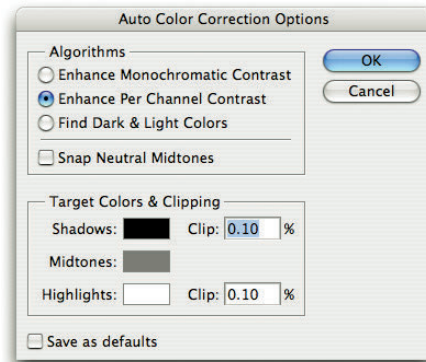 Auto Color Correction Options
Algorithms
Enhance Monochromatic Contrast
Enhance Per Channel Contrast
Find Dark & Light Colors
Snap Neutral Midtones
OK
Cancel
Target Colors & Clipping
Shadows: Clip: 0.10 %
Midtones:
Highlights: Clip: 0.10 %
Save as defaults